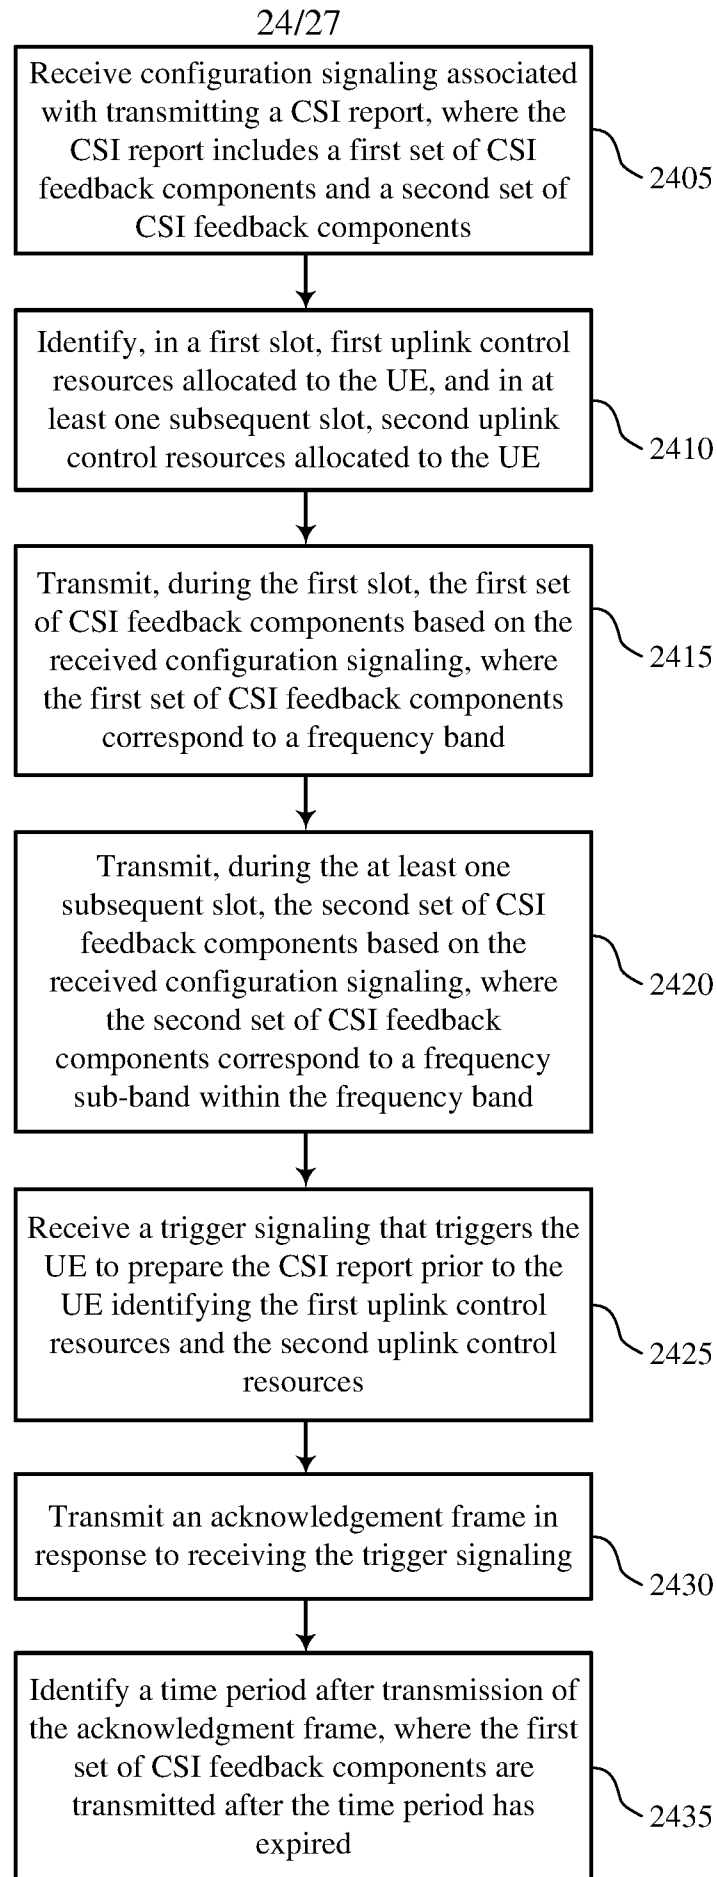 24/27
Receive configuration signaling associated
with transmitting a CSI report, where the
CSI report includes a first set of CSI
feedback components and a second set of
CSI feedback components
2405
Identify, in a first slot, first uplink control
resources allocated to the UE, and in at
least one subsequent slot, second uplink
control resources allocated to the UE
2410
Transmit, during the first slot, the first set
of CSI feedback components based on the
received configuration signaling, where
the first set of CSI feedback components
correspond to a frequency band
2415
Transmit, during the at least one
subsequent slot, the second set of CSI
feedback components based on the
received configuration signaling, where
the second set of CSI feedback
components correspond to a frequency
sub-band within the frequency band
2420
Receive a trigger signaling that triggers the
UE to prepare the CSI report prior to the
UE identifying the first uplink control
resources and the second uplink control
resources
2425
Transmit an acknowledgement frame in
response to receiving the trigger signaling
2430
Identify a time period after transmission of
the acknowledgment frame, where the first
set of CSI feedback components are
transmitted after the time period has
expired
2435